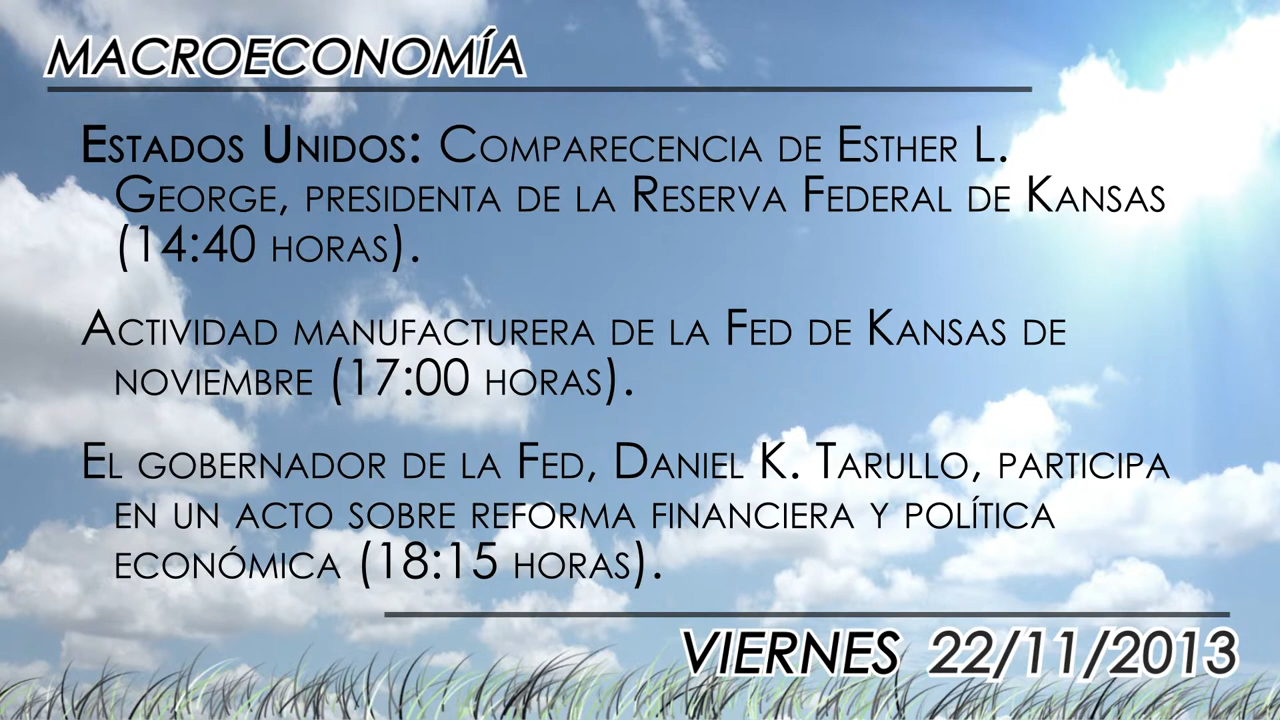 MACROECONOMÍA
ESTADOS UNIDOS: COMPARECENCIA DE ESTHER L.
GEORGE, PRESIDENTA DE LA RESERVA FEDERAL DE KANSAS
(14:40 HORAS).
ACTIVIDAD MANUFACTURERA DE LA FED DE KANSAS DE
NOVIEMBRE (17:00 HORAS).
EL GOBERNADOR DE LA FED, DANIEL K. TARULLO, PARTICIPA
EN UN ACTO SOBRE REFORMA FINANCIERA Y POLÍTICA
ECONÓMICA (18:15 HORAS).
VIERNES 22/11/2013